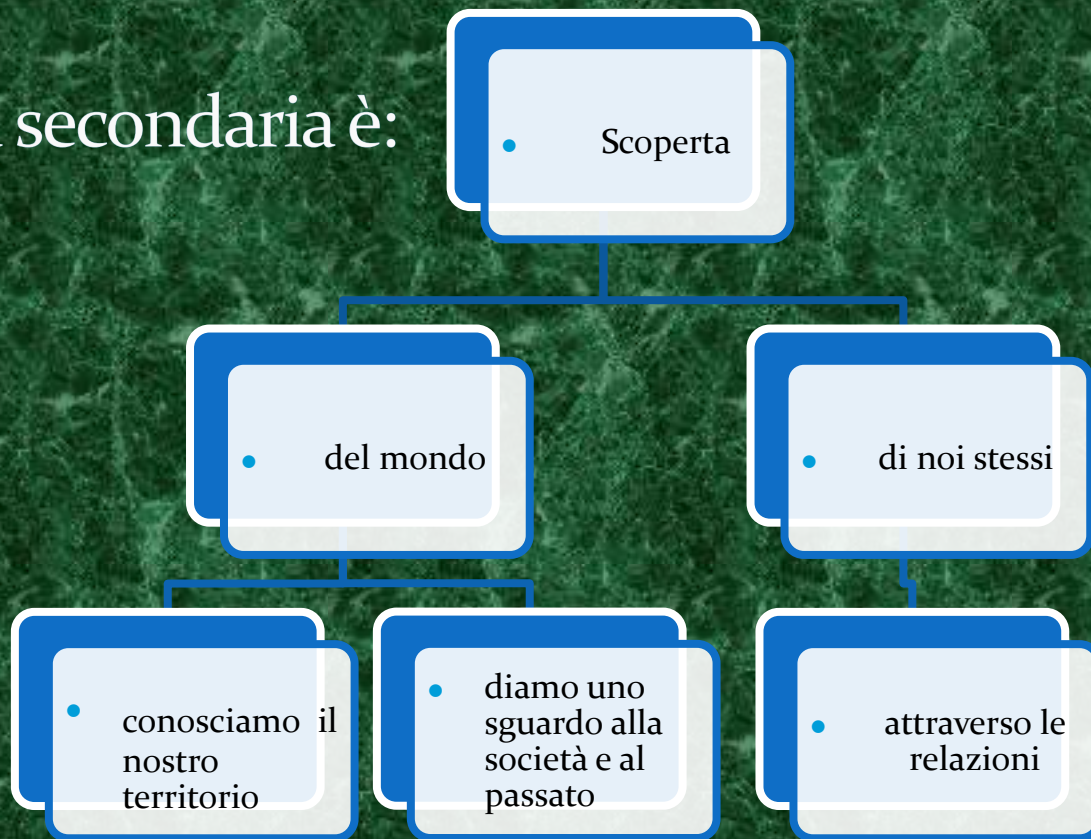 secondaria è:
Scoperta
del mondo
di noi stessi
conosciamo il
nostro
territorio
diamo uno
sguardo alla
società e al
passato
attraverso le
relazioni